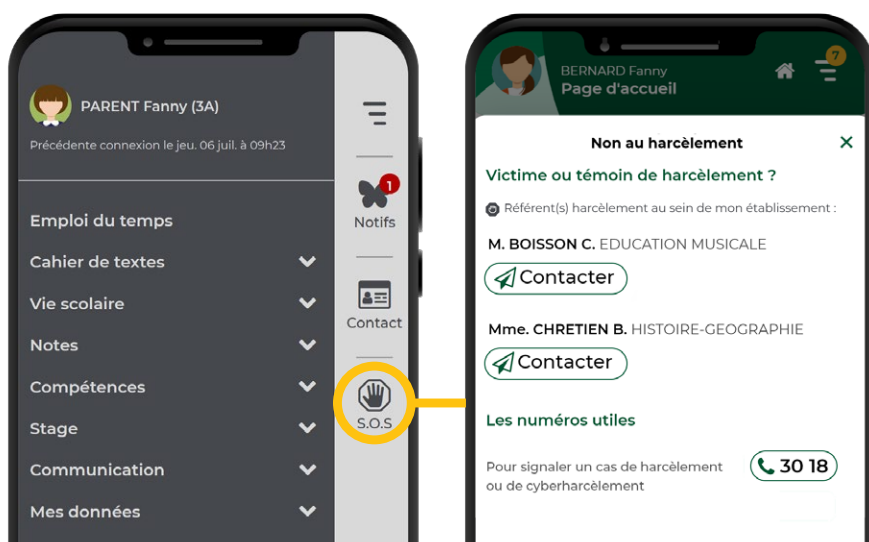 PARENT Fanny (3A)
Précédente connexion le jeu. 06 juil. à 09h23
Emploi du temps
Cahier de textes
Vie scolaire
Notes
Compétences
Stage
Communication
Mes données
1
Notifs
Contact
S.O.S
BERNARD Fanny
Page d'accueil
7
Non au harcèlement
Victime ou témoin de harcèlement ?
Référent(s) harcèlement au sein de mon établissement :
M. BOISSON C. EDUCATION MUSICALE
Contacter
Mme. CHRETIEN B. HISTOIRE-GEOGRAPHIE
Contacter
Les numéros utiles
Pour signaler un cas de harcèlement
ou de cyberharcèlement
30 18